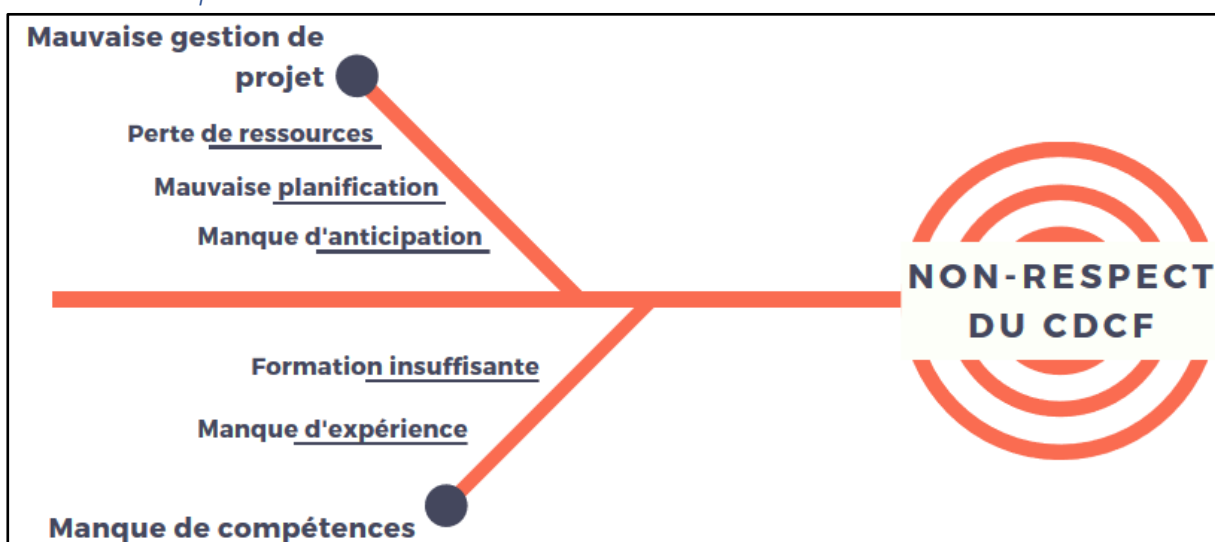 Mauvaise gestion de
projet
Perte de ressources
Mauvaise planification
Manque d'anticipation
NON-RESPECT
DU CDCF
Formation insuffisante
Manque d'expérience
Manque de compétences